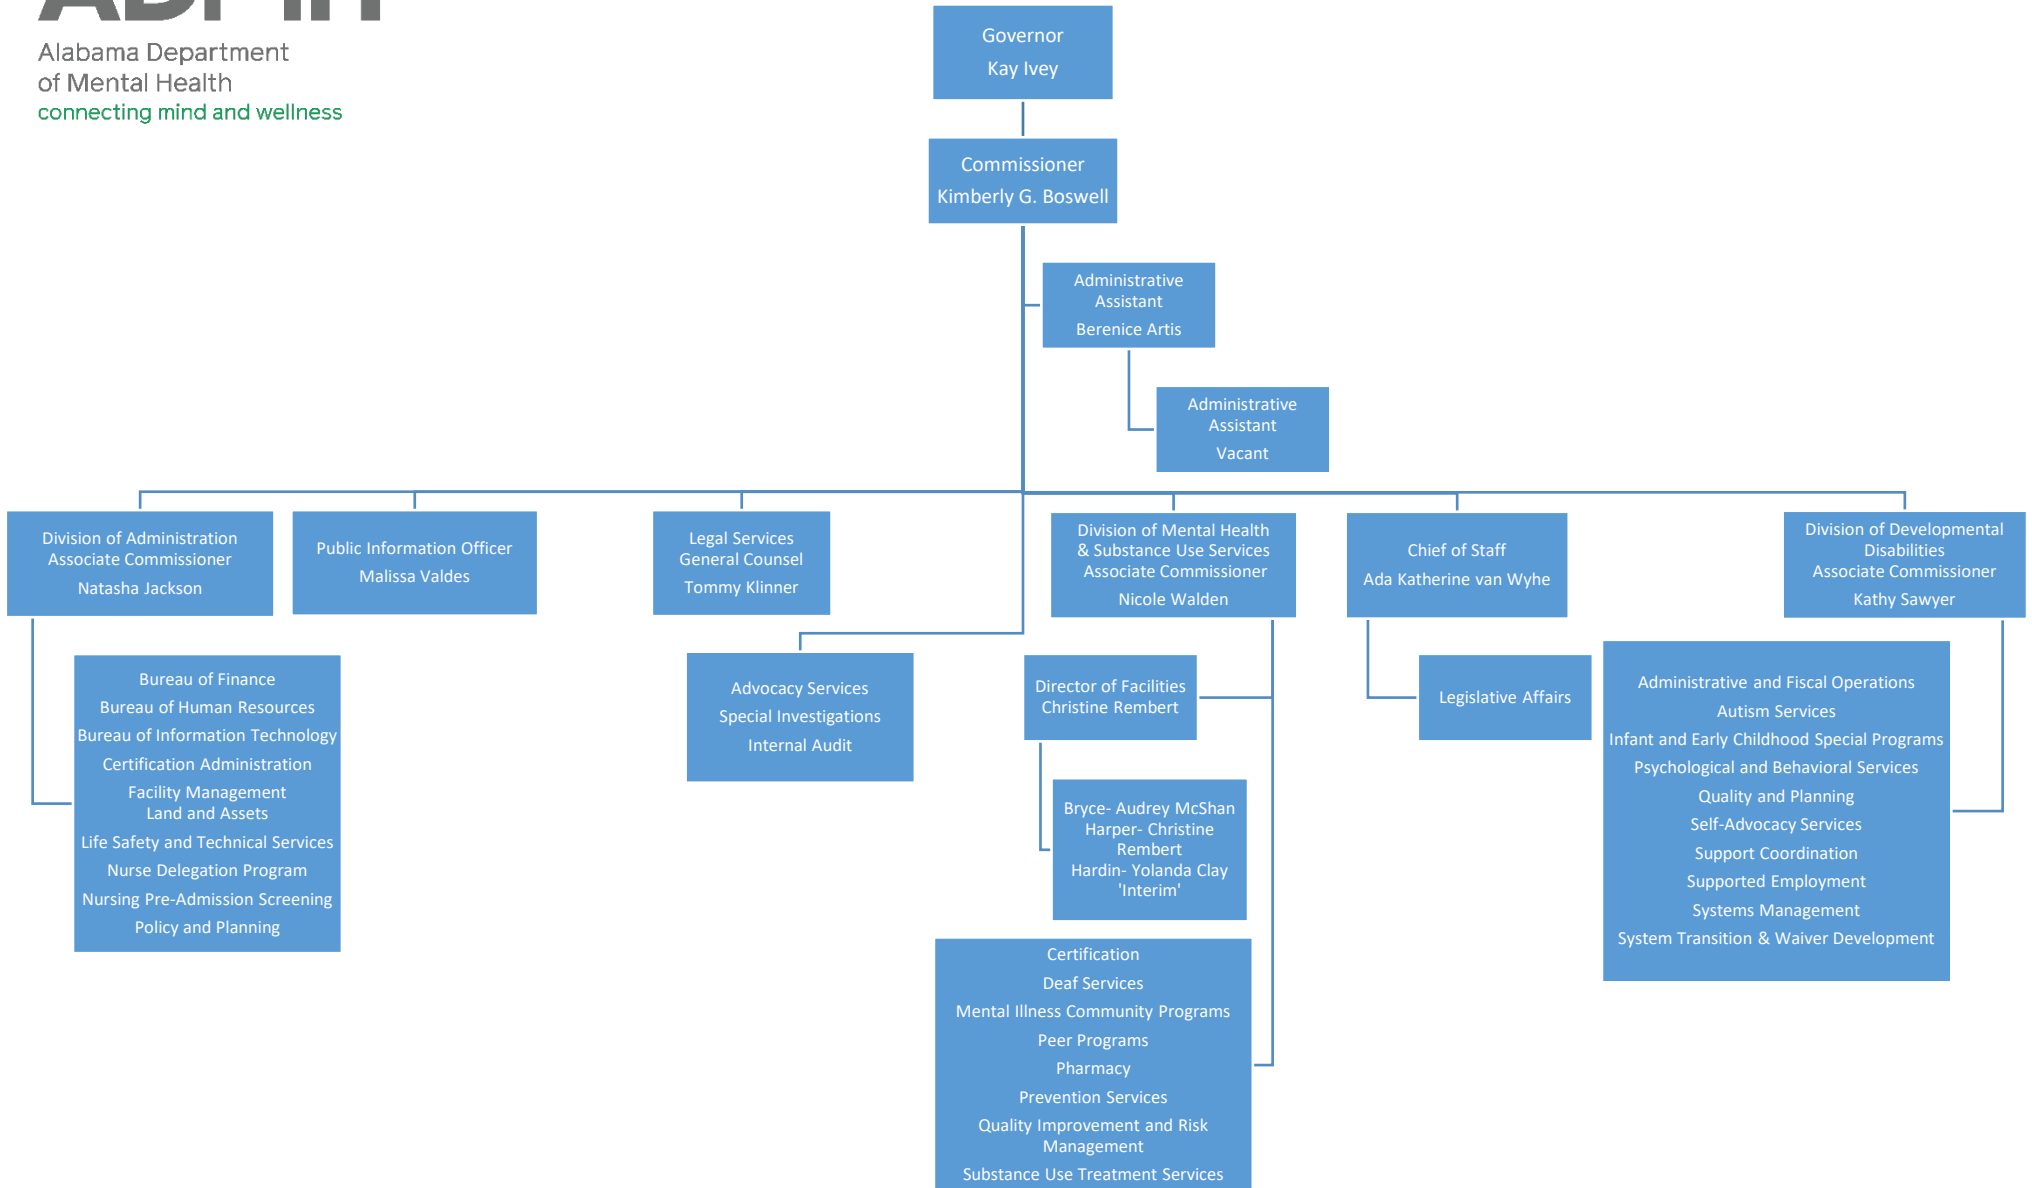 Alabama Department
of Mental Health
connecting mind and wellness
Governor
Kay Ivey
Commissioner
Kimberly G. Boswell
Administrative
Assistant
Berenice Artis
Administrative
Assistant
Vacant
Division of Administration
Associate Commissioner
Natasha Jackson
Public Information Officer
Malissa Valdes
Legal Services
General Counsel
Tommy Klinner
Division of Mental Health
& Substance Use Services
Associate Commissioner
Nicole Walden
Chief of Staff
Ada Katherine van Wyhe
Division of Developmental
Disabilities
Associate Commissioner
Kathy Sawyer
Bureau of Finance
Bureau of Human Resources
Bureau of Information Technology
Certification Administration
Facility Management
Land and Assets
Life Safety and Technical Services
Nurse Delegation Program
Nursing Pre-Admission Screening
Policy and Planning
Advocacy Services
Special Investigations
Internal Audit
Director of Facilities
Christine Rembert
Bryce- Audrey McShan
Harper- Christine
Rembert
Hardin- Yolanda Clay
'Interim'
Certification
Deaf Services
Mental Illness Community Programs
Peer Programs
Pharmacy
Prevention Services
Quality Improvement and Risk
Management
Substance Use Treatment Services
Legislative Affairs
Administrative and Fiscal Operations
Autism Services
Infant and Early Childhood Special Programs
Psychological and Behavioral Services
Quality and Planning
Self-Advocacy Services
Support Coordination
Supported Employment
Systems Management
System Transition & Waiver Development